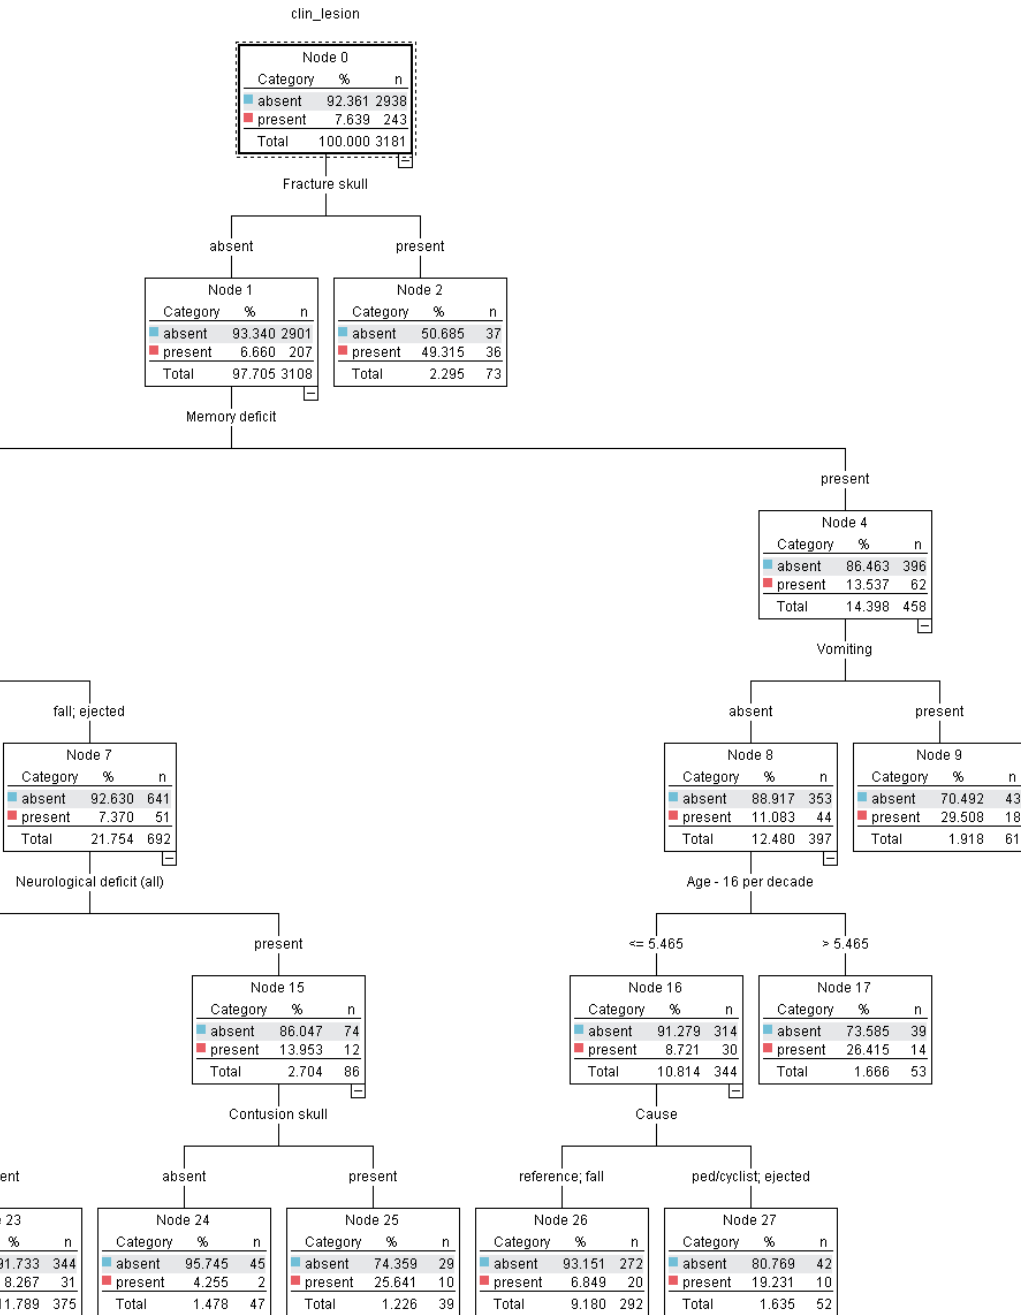 clin_lesion
Node 0
Category % n
absent 92.361 2938
present 7.639 243
Total 100.000 3181
Fracture skull
absent present
Node 1
Category % n
absent 93.340 2901
present 6.660 207
Total 97.705 3108
Node 2
Category % n
absent 50.685 37
present 49.315 36
Total 2.295 73
Memory deficit
present
Node 4
Category % n
absent 86.463 396
present 13.537 62
Total 14.398 458
Vomiting
fall; ejected
absent present
Node 7
Category % n
absent 92.630 641
present 7.370 51
Total 21.754 692
Node 8
Category % n
absent 88.917 353
present 11.083 44
Total 12.480 397
Node 9
Category % n
absent 70.492 43
present 29.508 18
Total 1.918 61
Neurological deficit (all)
Age - 16 per decade
present
<= 5.465 > 5.465
Node 15
Category % n
absent 86.047 74
present 13.953 12
Total 2.704 86
Node 16
Category % n
absent 91.279 314
present 8.721 30
Total 10.814 344
Node 17
Category % n
absent 73.585 39
present 26.415 14
Total 1.666 53
Contusion skull
Cause
absent present
reference; fall ped/cyclist; ejected
23
% n
91.733 344
8.267 31
375
Node 24
Category % n
absent 95.745 45
present 4.255 2
Total 1.478 47
Node 25
Category % n
absent 74.359 29
present 25.641 10
Total 1.226 39
Node 26
Category % n
absent 93.151 272
present 6.849 20
Total 9.180 292
Node 27
Category % n
absent 80.769 42
present 19.231 10
Total 1.635 52